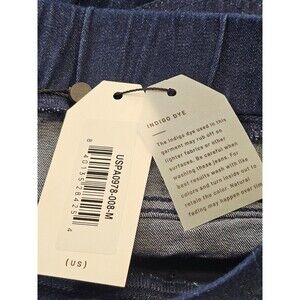 INDIGO DYE
The indigo dye used in this
garment may rub off on
lighter fabrics or other
surfaces. Be careful when
washing these jeans. For
best results wash with like
colors and turn inside out to
retain the color. Natural
fading may happen over tim
USPA0978-008-M
(US)